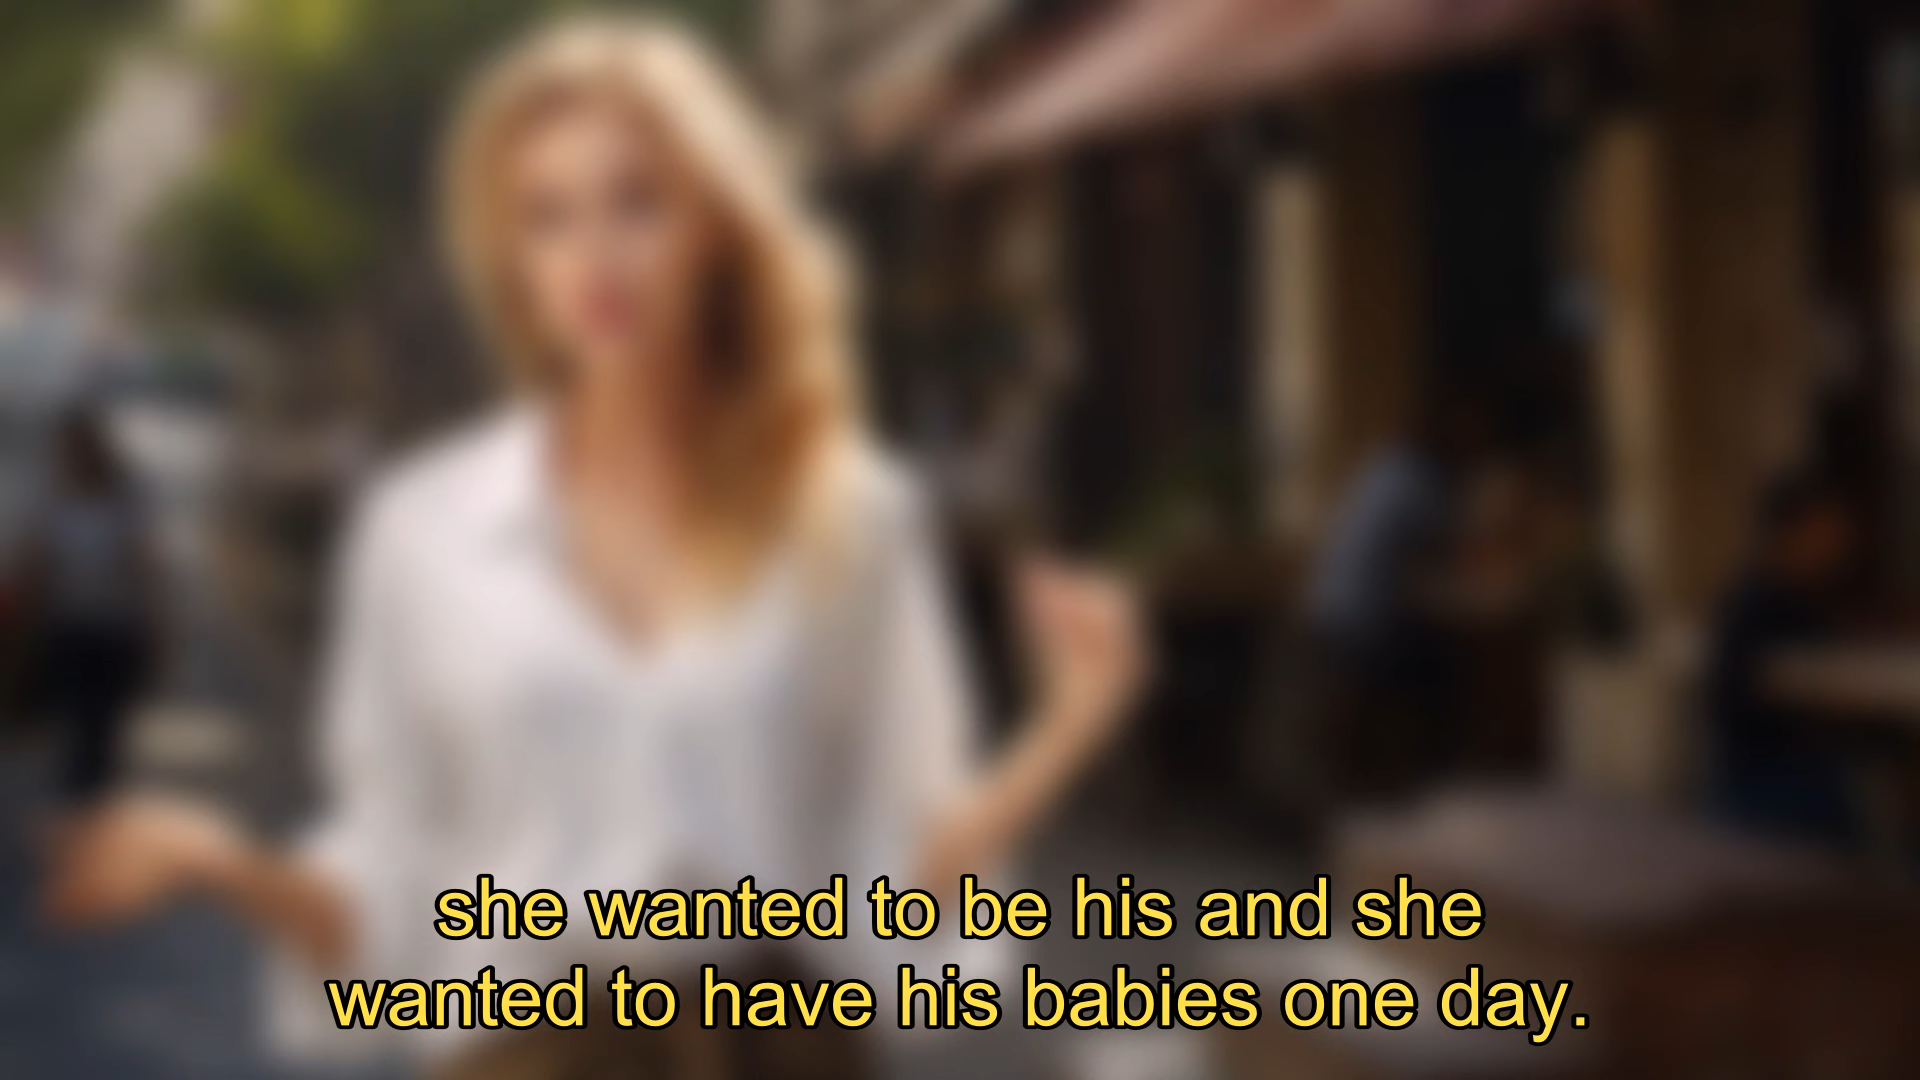 she wanted to be his and she
wanted to have his babies one day.